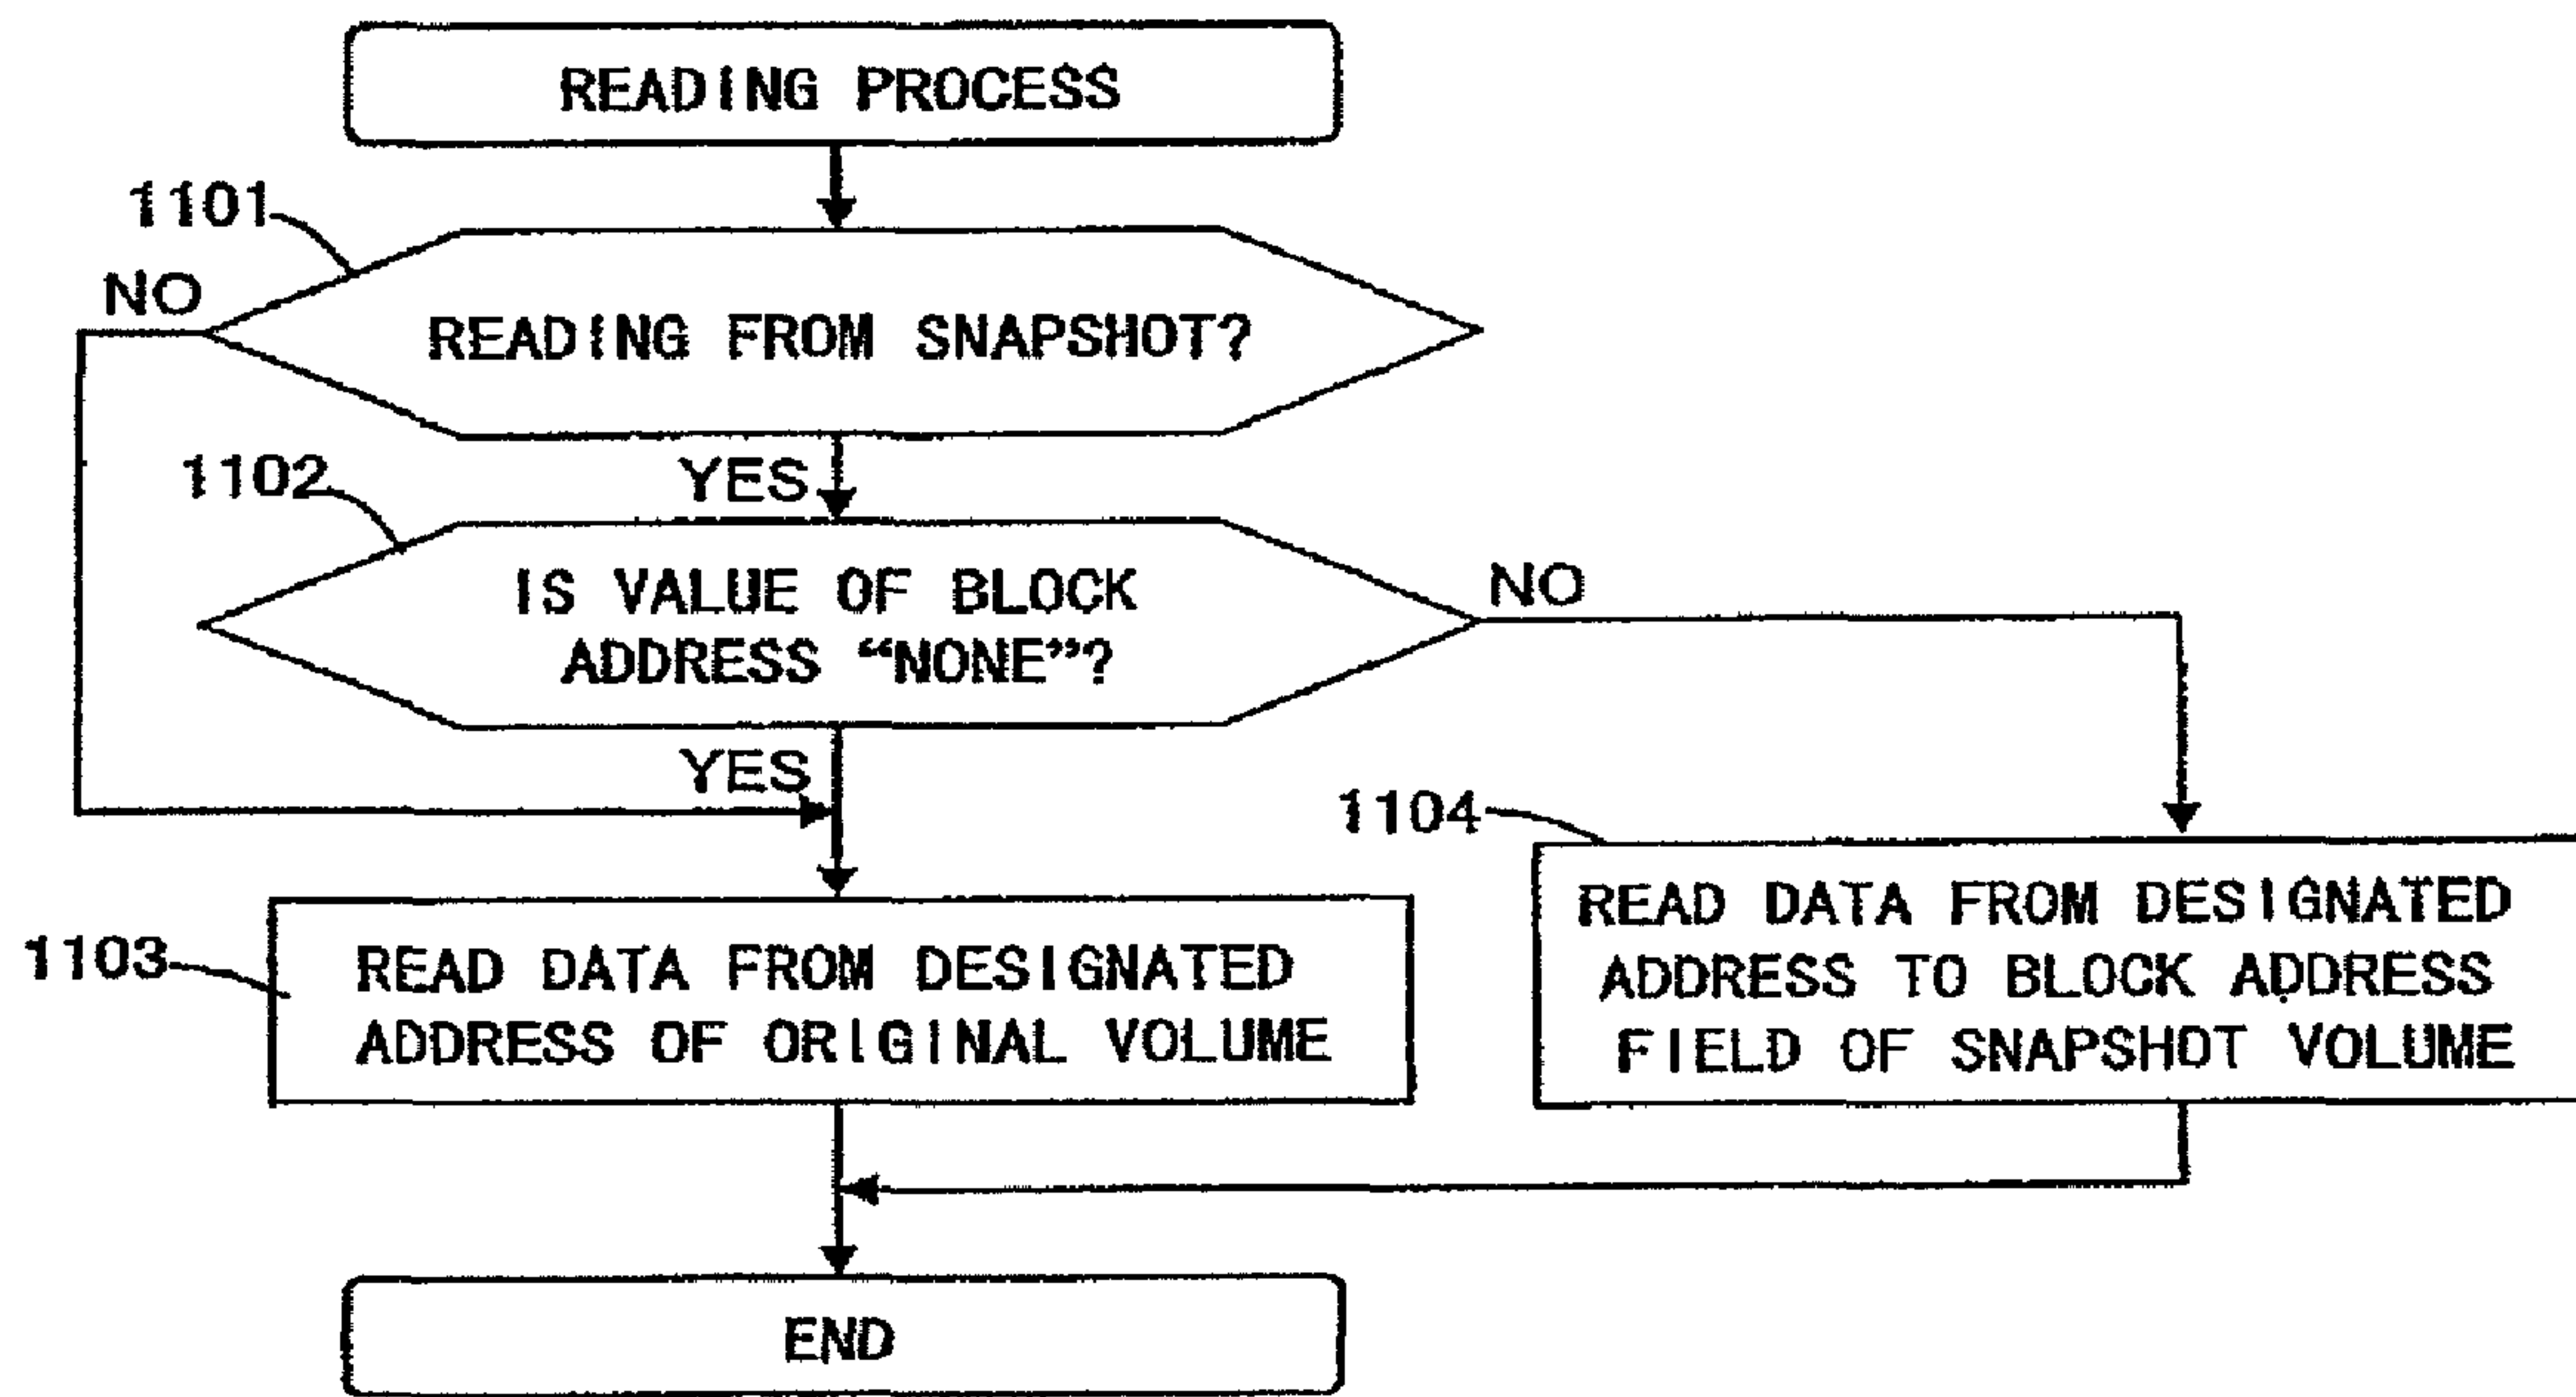 READING PROCESS
1101
NO
READING FROM SNAPSHOT?
YES
1102
IS VALUE OF BLOCK
ADDRESS “NONE”?
NO
YES
1103
READ DATA FROM DESIGNATED
ADDRESS OF ORIGINAL VOLUME
1104
READ DATA FROM DESIGNATED
ADDRESS TO BLOCK ADDRESS
FIELD OF SNAPSHOT VOLUME
END